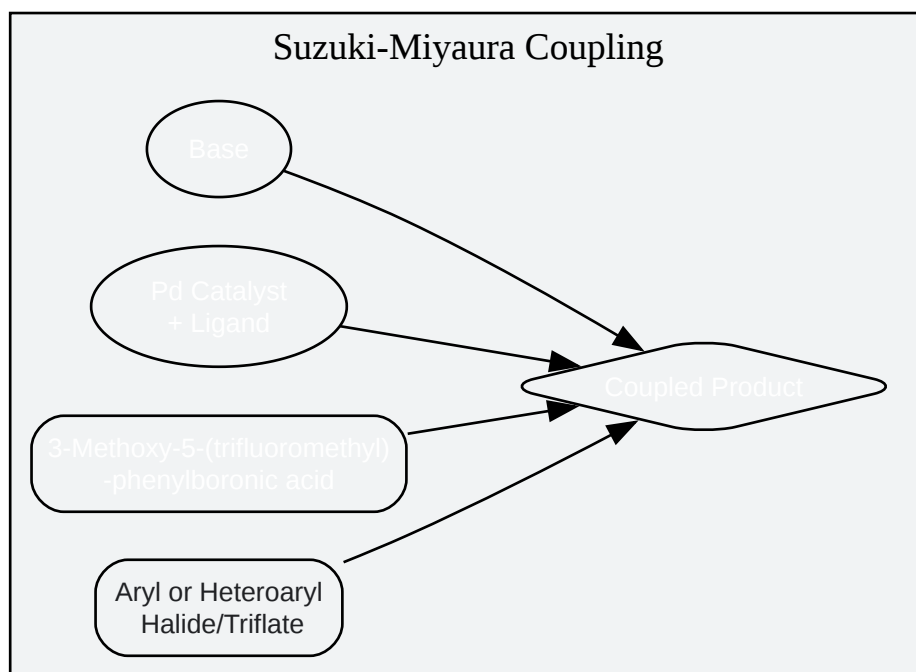 Suzuki-Miyaura Coupling
Base
Pd Catalyst
+ Ligand
Coupled Product
3-Methoxy-5-(trifluoromethyl)
-phenylboronic acid
Aryl or Heteroaryl
Halide/Triflate